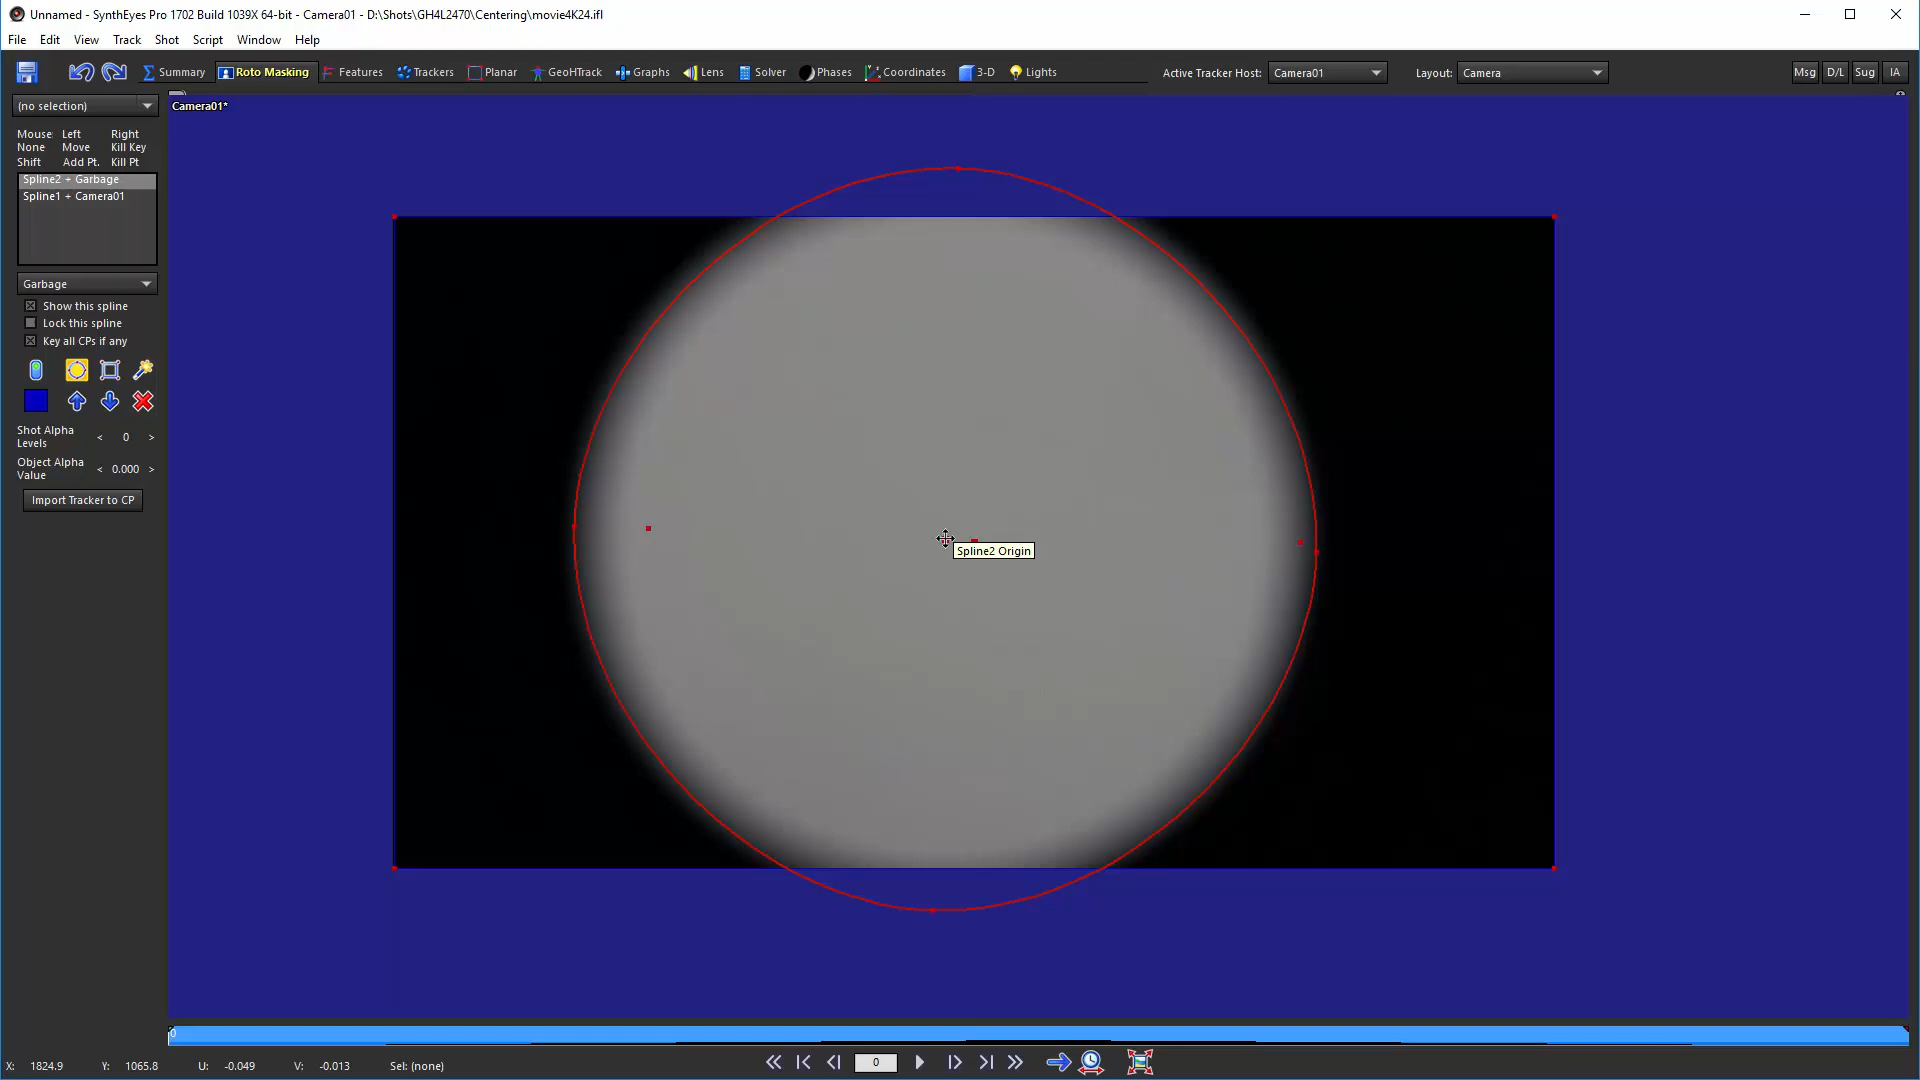 Unnamed - SynthEyes Pro 1702 Build 1039X 64-bit - Camera01 - D:\Shots\GH4L2470\Centering\movie4K24.ifl
File Edit View Track Shot Script Window Help
Summary Roto Masking Features Trackers Planar GeoHTrack Graphs Lens Solver Phases Coordinates 3-D Lights Active Tracker Host: Camera01 Layout: Camera Msg D/L Sug IA
(no selection)
Camera01*
Mouse Left Right
None Move Kill Key
Shift Add Pt. Kill Pt
Spline2 + Garbage
Spline1 + Camera01
Garbage
Show this spline
Lock this spline
Key all CPs if any
Shot Alpha Levels < 0 >
Object Alpha Value < 0.000 >
Import Tracker to CP
Spline2 Origin
0
X: 1824.9 Y: 1065.8 U: -0.049 V: -0.013 Sel: (none) 0